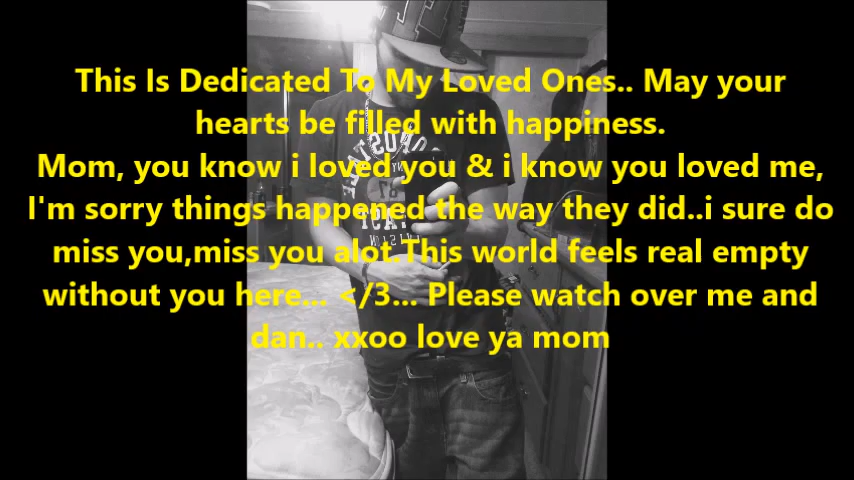 This Is Dedicated To My Loved Ones.. May your
hearts be filled with happiness.
Mom, you know i loved you & i know you loved me,
I'm sorry things happened the way they did..i sure do
miss you,miss you alot.This world feels real empty
without you here... </3... Please watch over me and
dan.. xxoo love ya mom